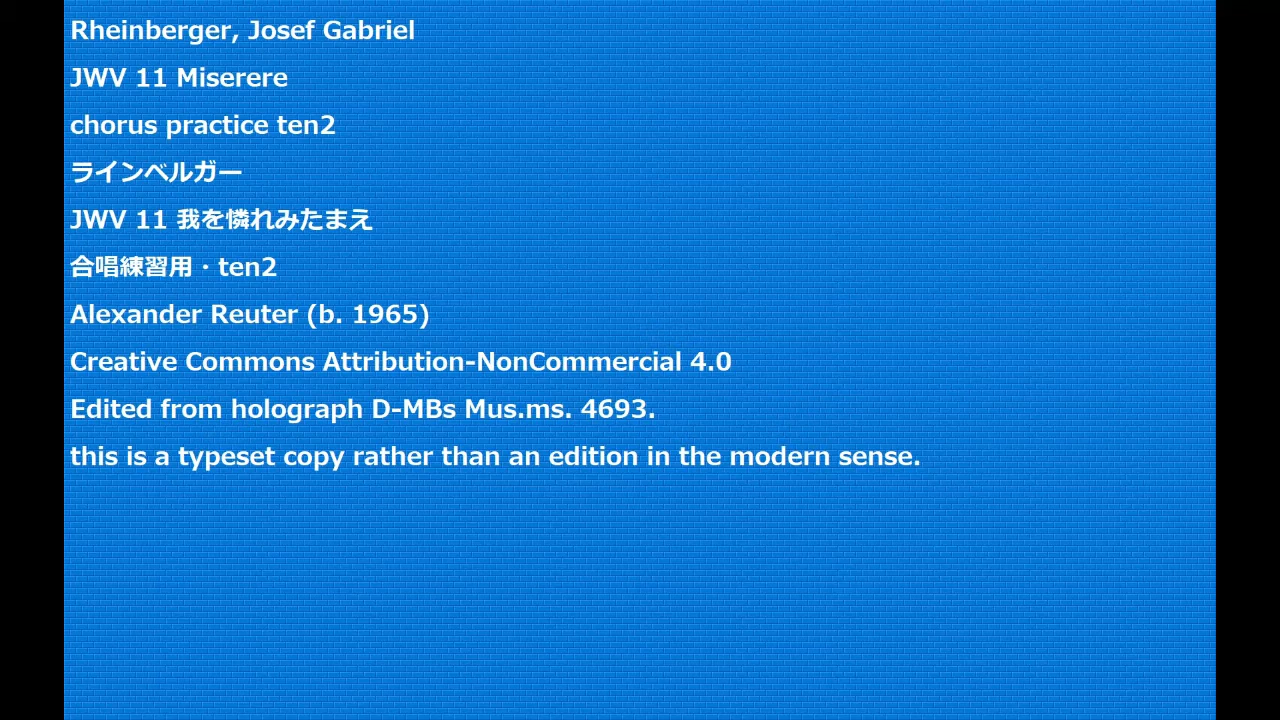 Rheinberger, Josef Gabriel
JWV 11 Miserere
chorus practice ten2
ラインベルガー
JWV 11 我を憐れみたまえ
合唱練習用・ten2
Alexander Reuter (b. 1965)
Creative Commons Attribution-NonCommercial 4.0
Edited from holograph D-MBs Mus.ms. 4693.
this is a typeset copy rather than an edition in the modern sense.